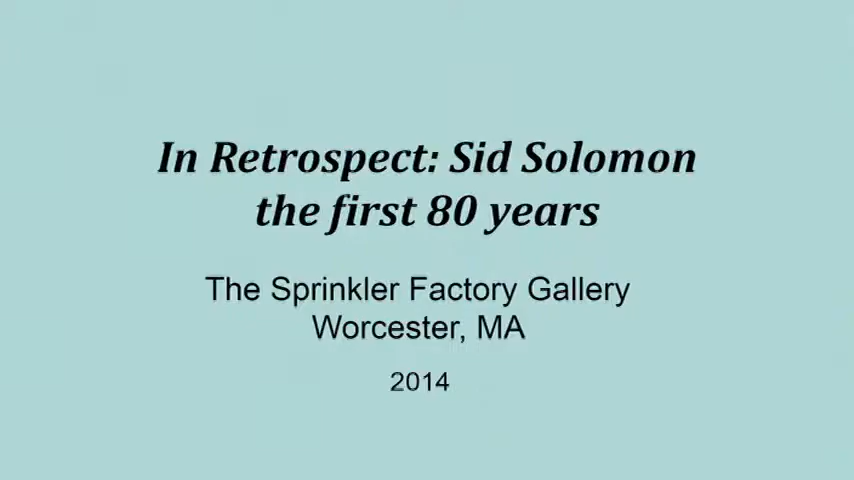 In Retrospect: Sid Solomon
the first 80 years
The Sprinkler Factory Gallery
Worcester, MA
2014